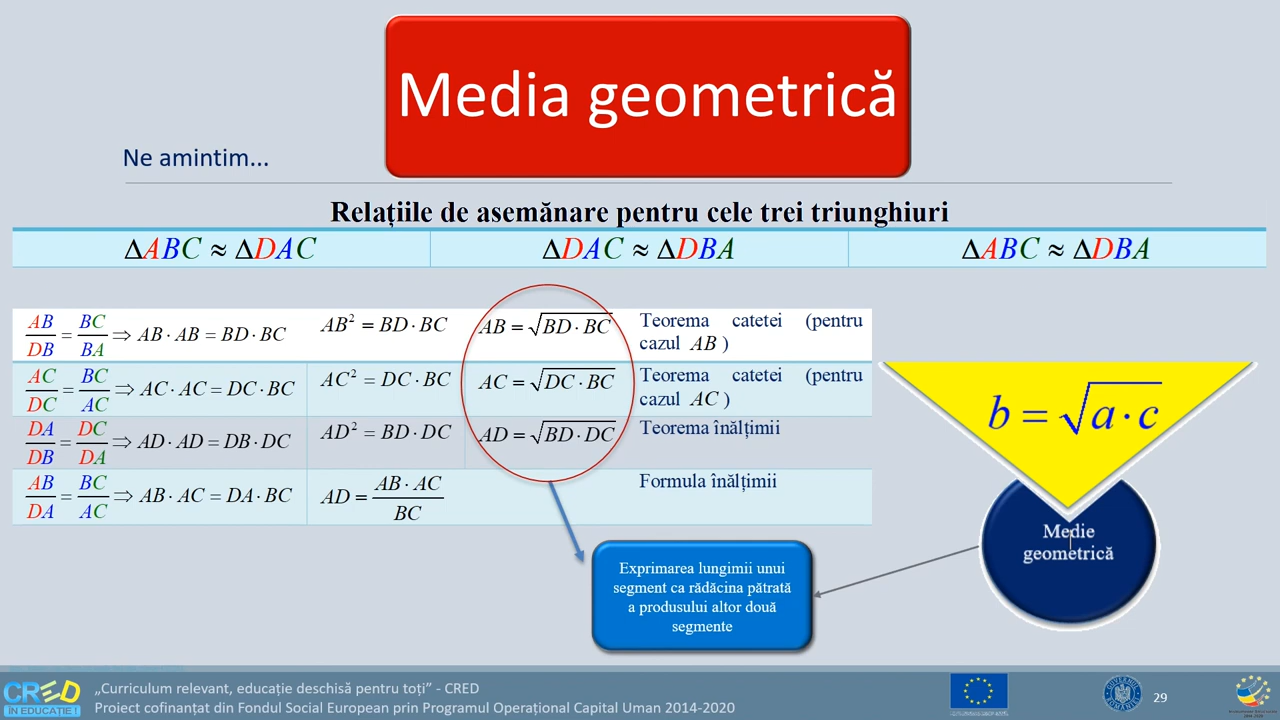 Media geometrică
Ne amintim...
Relațiile de asemănare pentru cele trei triunghiuri
ΔABC ≈ ΔDAC ΔDAC ≈ ΔDBA ΔABC ≈ ΔDBA
AB/DB = BC/BA ⇒ AB · AB = BD · BC AB² = BD · BC AB = √(BD · BC) Teorema catetei (pentru
cazul AB )
AC/DC = BC/AC ⇒ AC · AC = DC · BC AC² = DC · BC AC = √(DC · BC) Teorema catetei (pentru
cazul AC )
DA/DB = DC/DA ⇒ AD · AD = DB · DC AD² = BD · DC AD = √(BD · DC) Teorema înălțimii
AB/DA = BC/AC ⇒ AB · AC = DA · BC AD = AB · AC/BC Formula înălțimii
b = √(a · c)
Medie
geometrică
Exprimarea lungimii unui
segment ca rădăcina pătrată
a produsului altor două
segmente
CRED
ÎN EDUCAȚIE !
„Curriculum relevant, educație deschisă pentru toți” - CRED
Proiect cofinanțat din Fondul Social European prin Programul Operațional Capital Uman 2014-2020
29